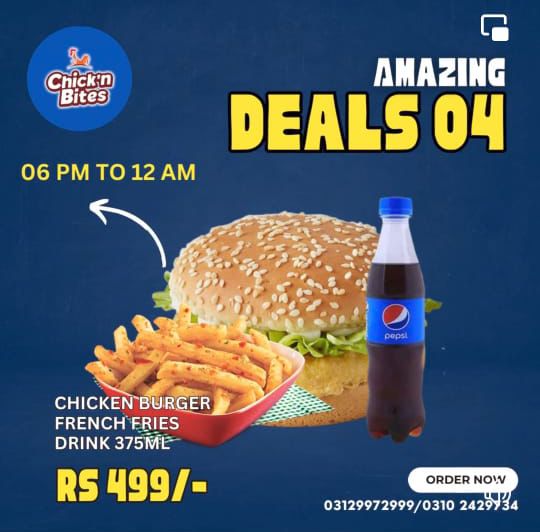 Chick'n
Bites
AMAZING
DEALS 04
06 PM TO 12 AM
pepsi
CHICKEN BURGER
FRENCH FRIES
DRINK 375ML
RS 499/-
ORDER NOW
03129972999/0310 2429734